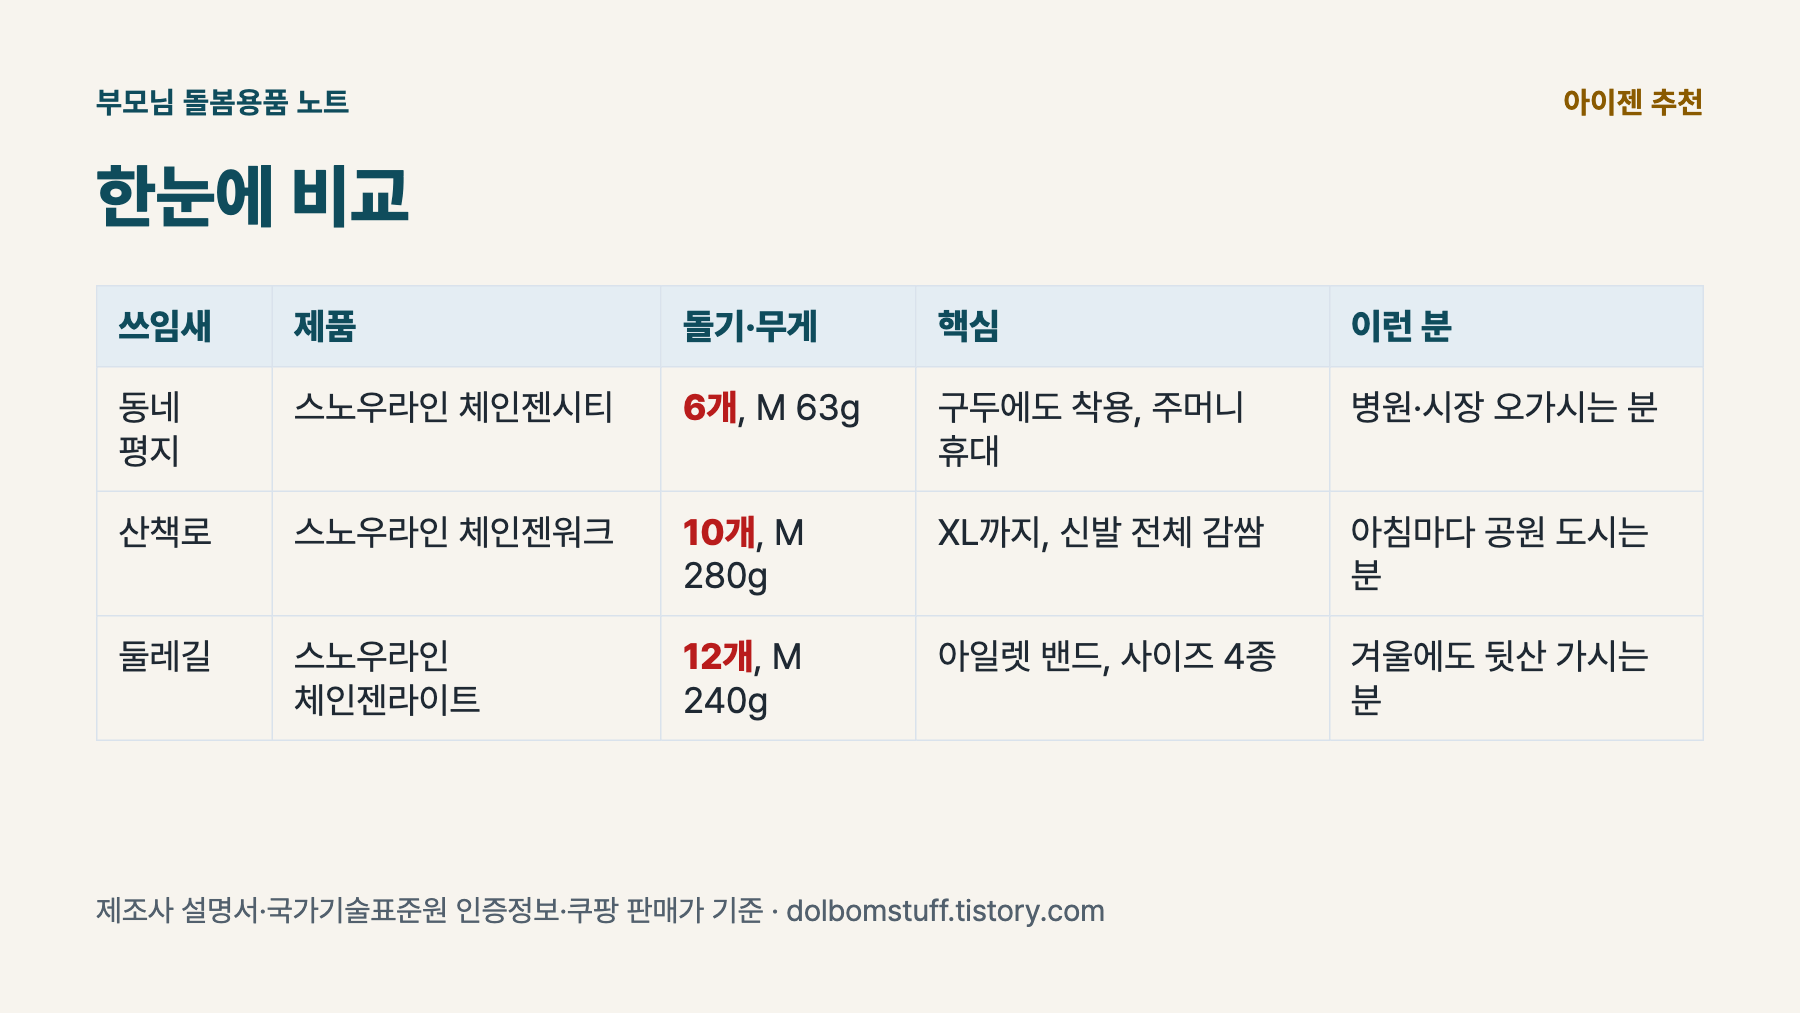 부모님 돌봄용품 노트
아이젠 추천
한눈에 비교
쓰임새 제품 돌기·무게 핵심 이런 분
동네 평지 스노우라인 체인젠시티 6개, M 63g 구두에도 착용, 주머니 휴대 병원·시장 오가시는 분
산책로 스노우라인 체인젠워크 10개, M 280g XL까지, 신발 전체 감쌈 아침마다 공원 도시는 분
둘레길 스노우라인 체인젠라이트 12개, M 240g 아일렛 밴드, 사이즈 4종 겨울에도 뒷산 가시는 분
제조사 설명서·국가기술표준원 인증정보·쿠팡 판매가 기준 · dolbomstuff.tistory.com